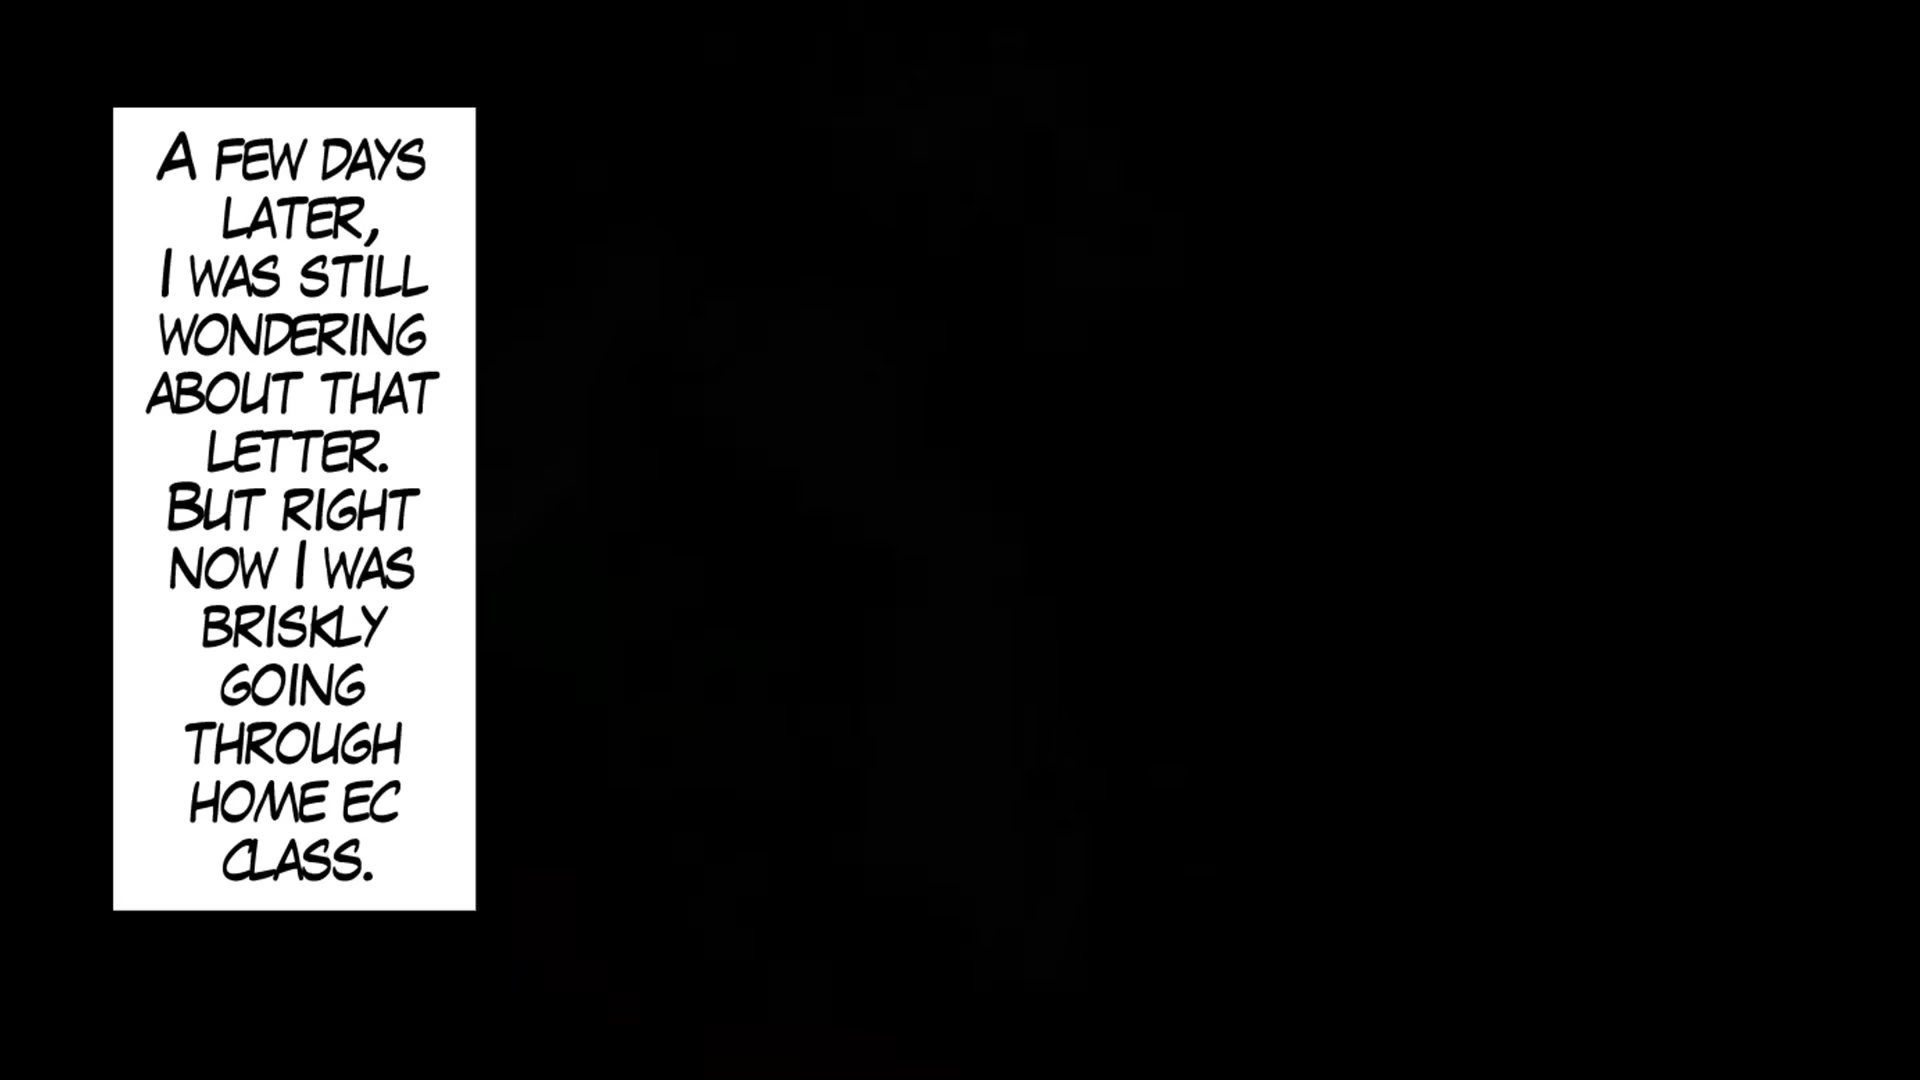 A FEW DAYS
LATER,
I WAS STILL
WONDERING
ABOUT THAT
LETTER.
BUT RIGHT
NOW I WAS
BRISKLY
GOING
THROUGH
HOME EC
CLASS.